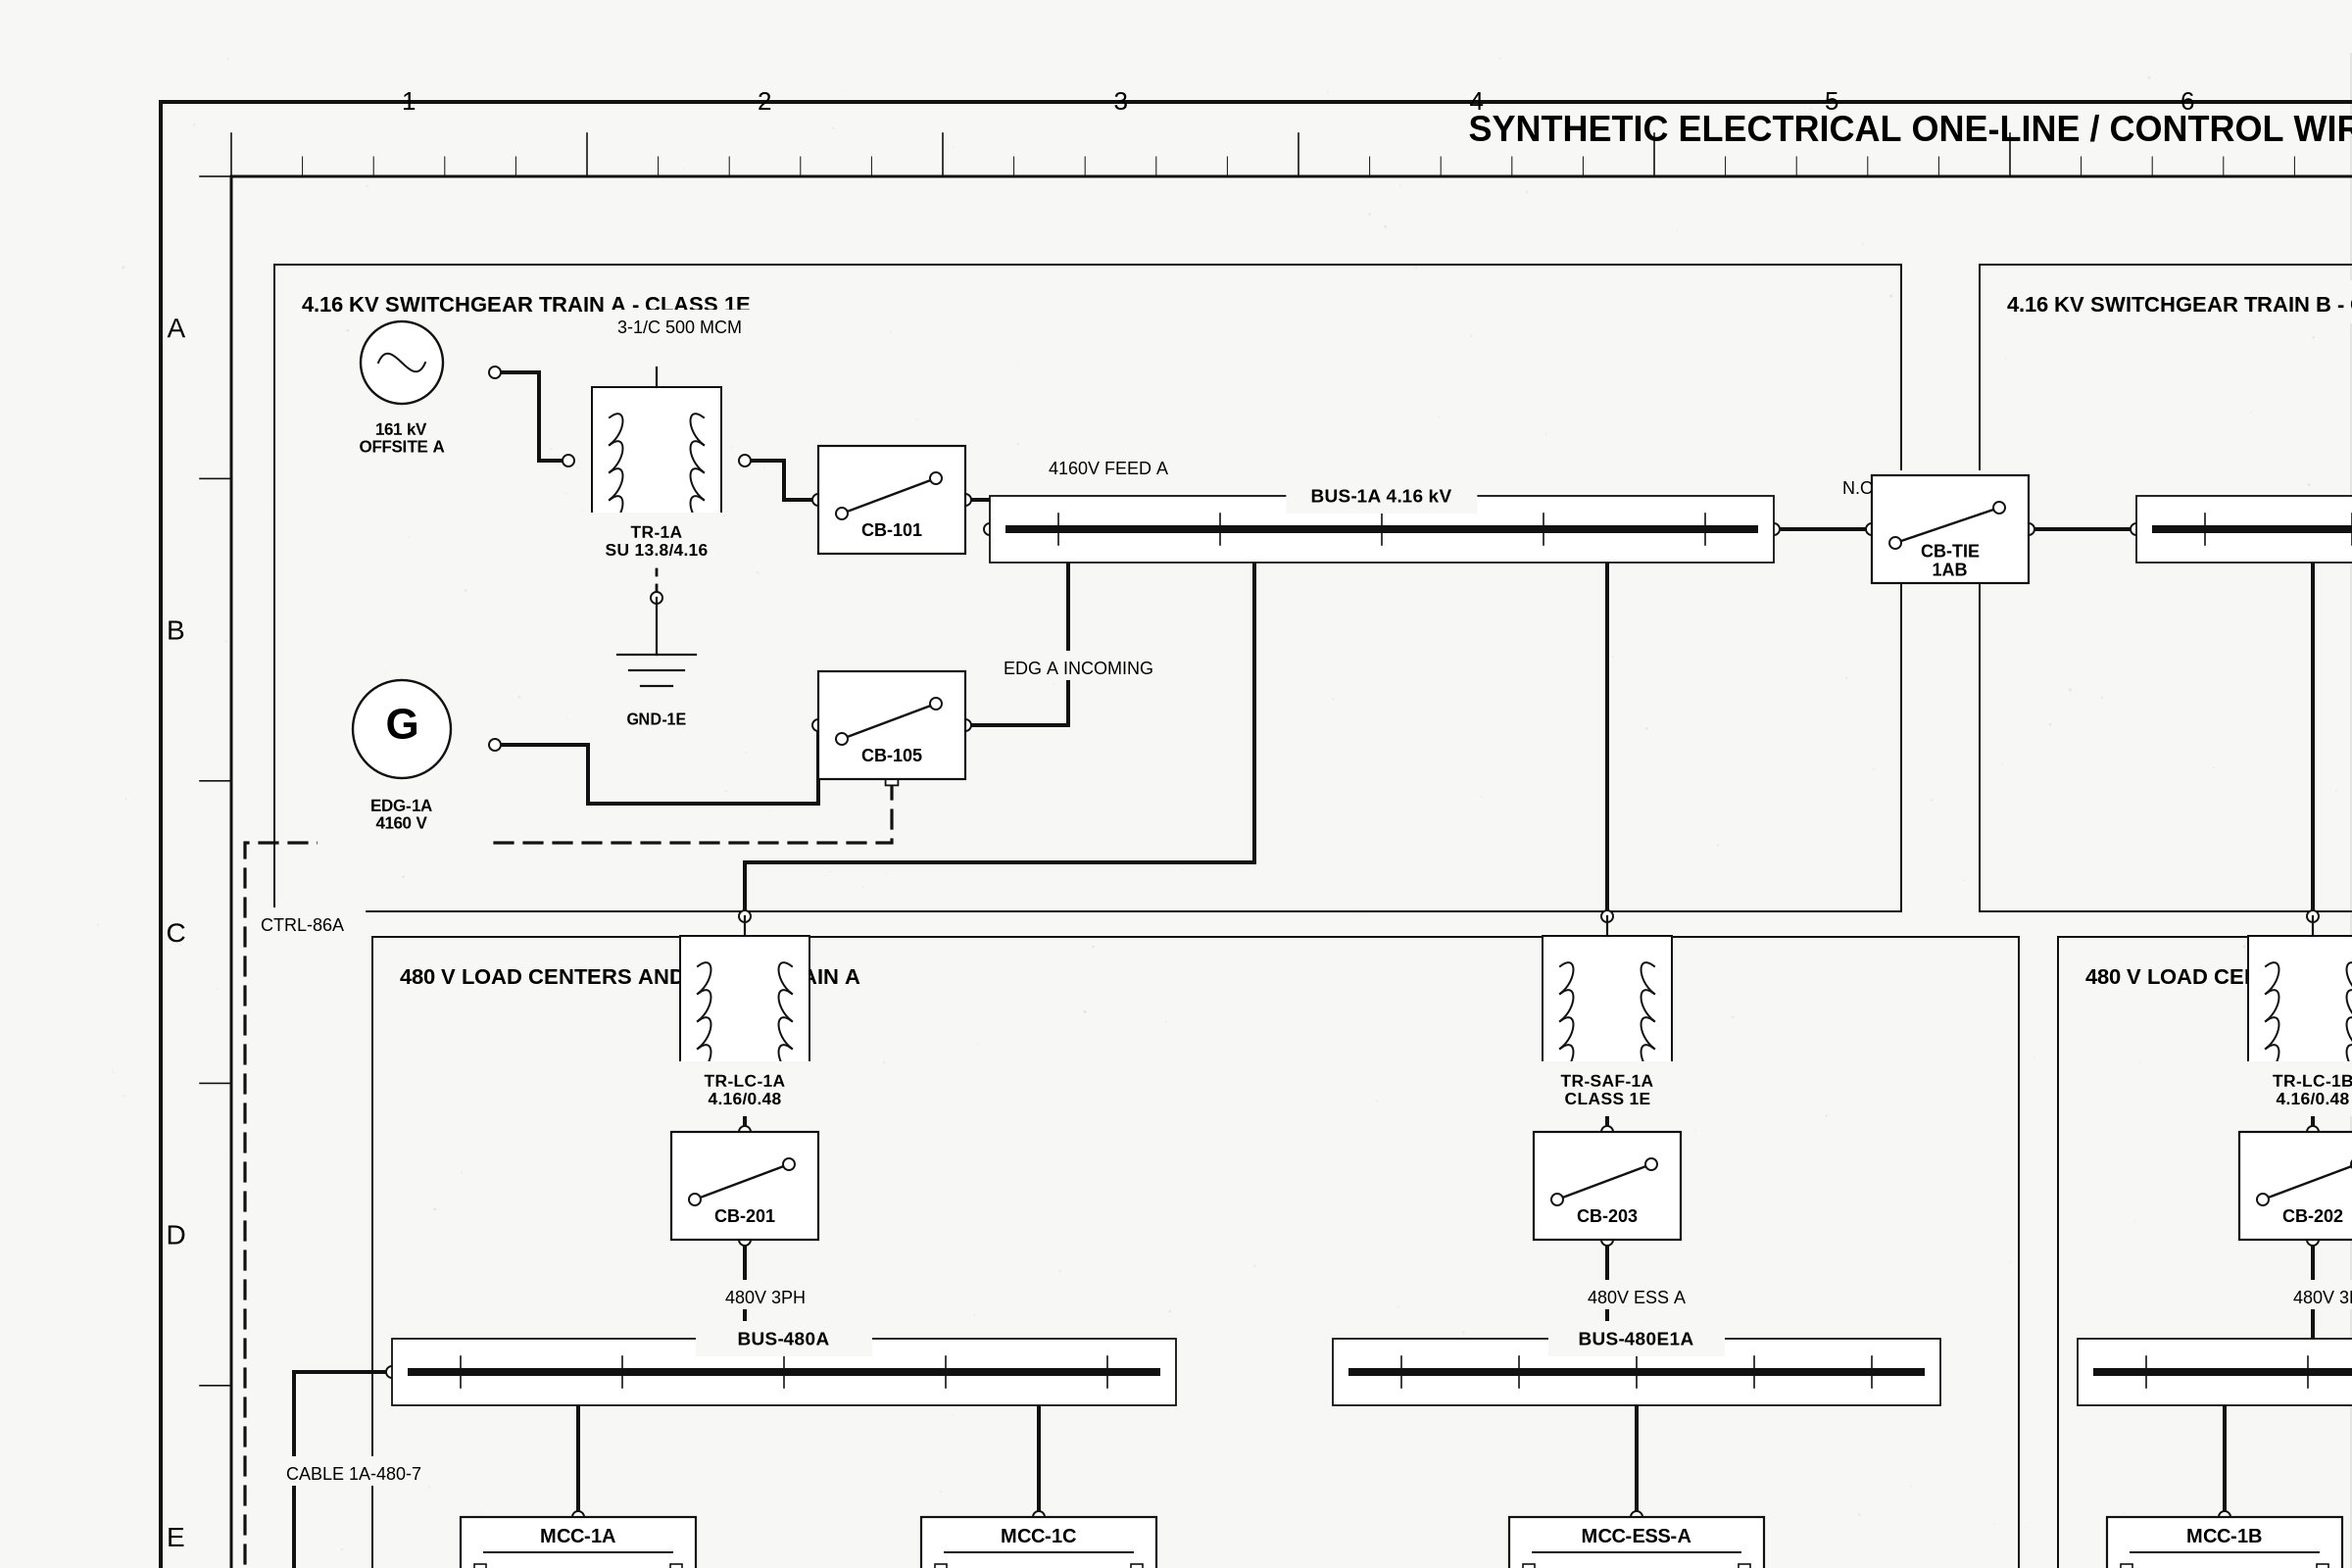 1 2 3 4 5 6
SYNTHETIC ELECTRICAL ONE-LINE / CONTROL WIR
4.16 KV SWITCHGEAR TRAIN A - CLASS 1E
4.16 KV SWITCHGEAR TRAIN B -
A
3-1/C 500 MCM
161 kV
OFFSITE A
4160V FEED A
N.O
BUS-1A 4.16 kV
TR-1A
SU 13.8/4.16
CB-101
CB-TIE
1AB
B
EDG A INCOMING
G
GND-1E
CB-105
EDG-1A
4160 V
CTRL-86A
C
480 V LOAD CENTERS AND
AIN A
480 V LOAD CE
TR-LC-1A
4.16/0.48
TR-SAF-1A
CLASS 1E
TR-LC-1B
4.16/0.48
CB-201
CB-203
CB-202
D
480V 3PH
480V ESS A
480V 3
BUS-480A
BUS-480E1A
CABLE 1A-480-7
E
MCC-1A
MCC-1C
MCC-ESS-A
MCC-1B